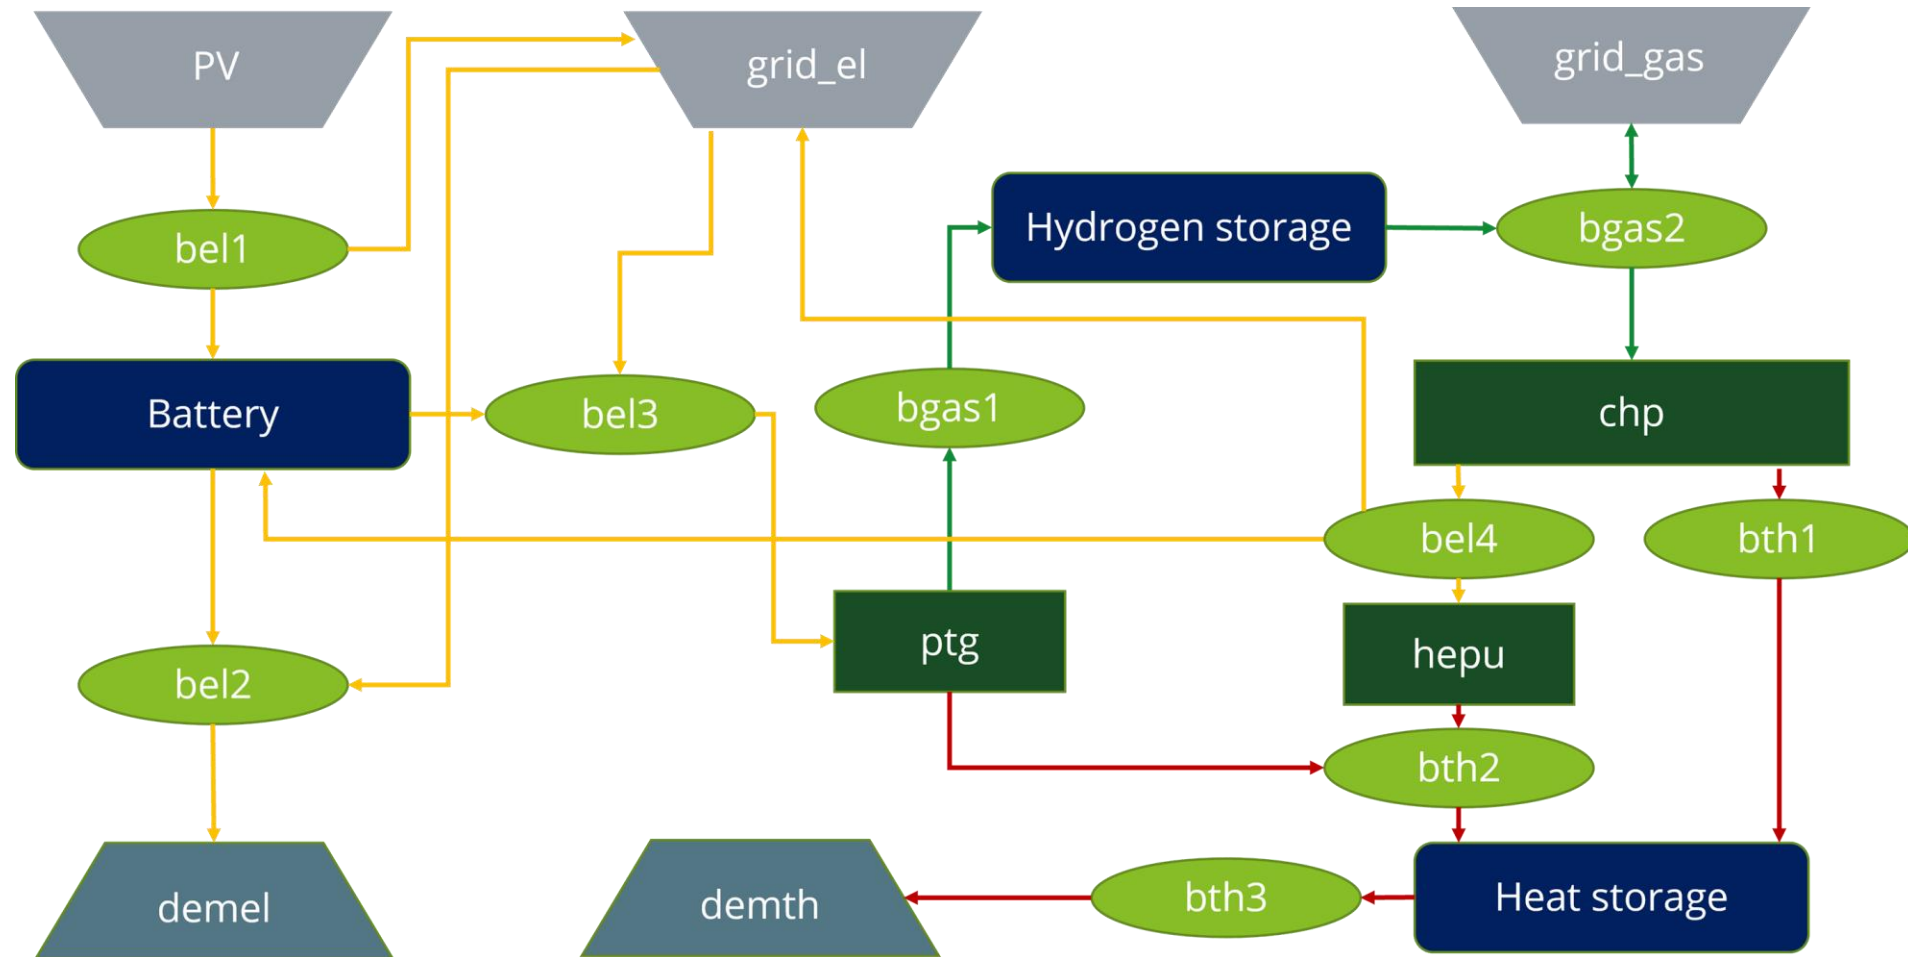 PV
grid_el
grid_gas
Hydrogen storage
bgas2
bel1
Battery
bel3
bgas1
chp
bel4
bth1
ptg
hepu
bel2
bth2
demel
demth
bth3
Heat storage